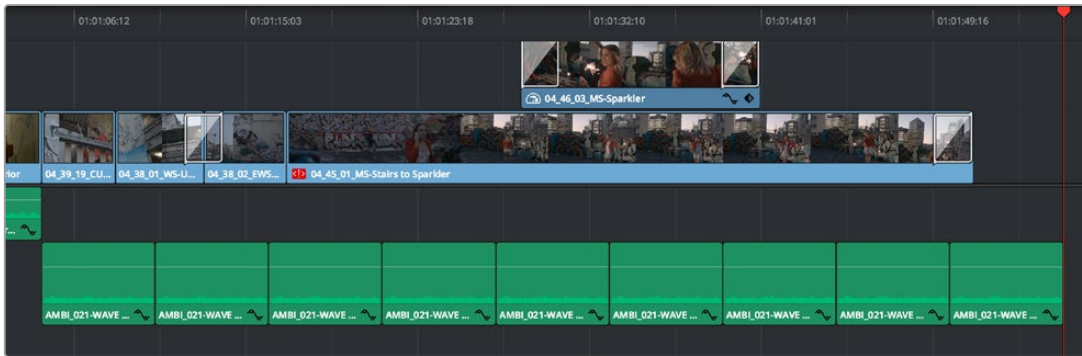 01:01:06:12 01:01:15:03 01:01:23:18 01:01:32:10 01:01:41:01 01:01:49:16
04_46_03_MS-Sparkler
rior 04_39_19_CU... 04_38_01_WS-U... 04_38_02_EWS... 04_45_01_MS-Stairs to Sparkler
AMBI_021-WAVE ... AMBI_021-WAVE ... AMBI_021-WAVE ... AMBI_021-WAVE ... AMBI_021-WAVE ... AMBI_021-WAVE ... AMBI_021-WAVE ... AMBI_021-WAVE ... AMBI_021-WAVE ...